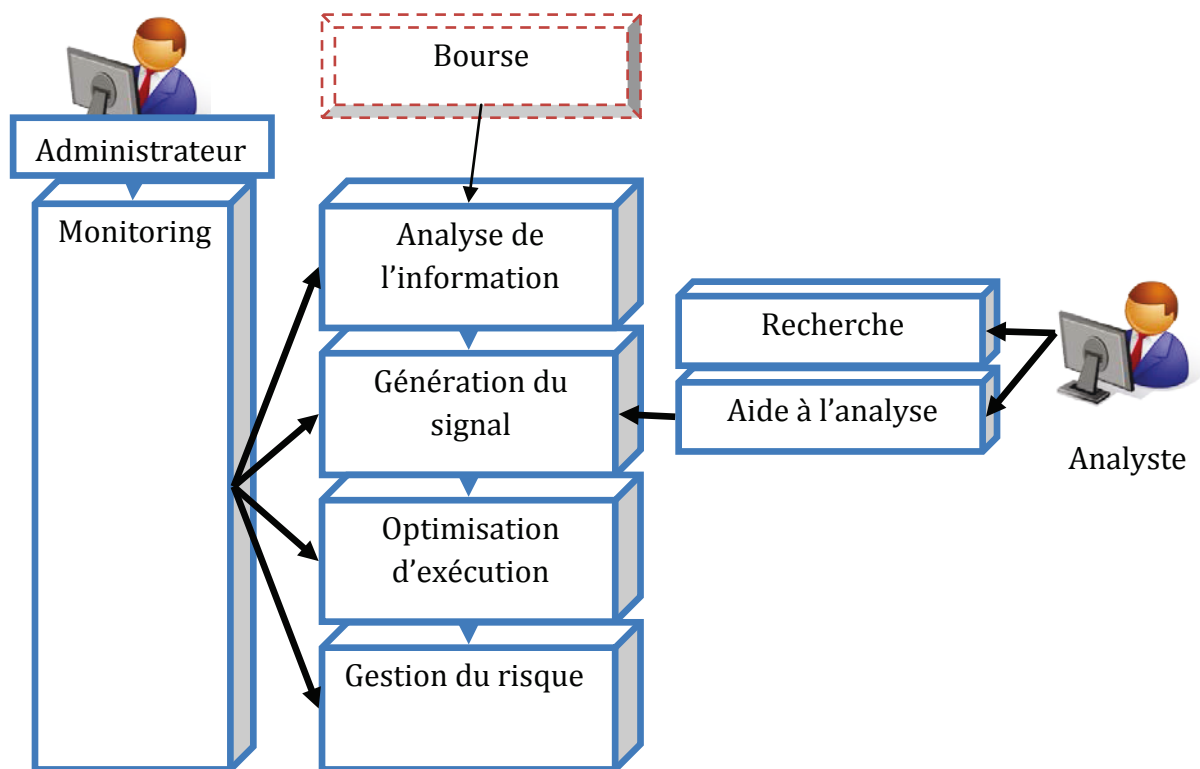 Bourse
Administrateur
Monitoring
Analyse de
l’information
Génération du
signal
Optimisation
d’exécution
Gestion du risque
Recherche
Aide à l’analyse
Analyste